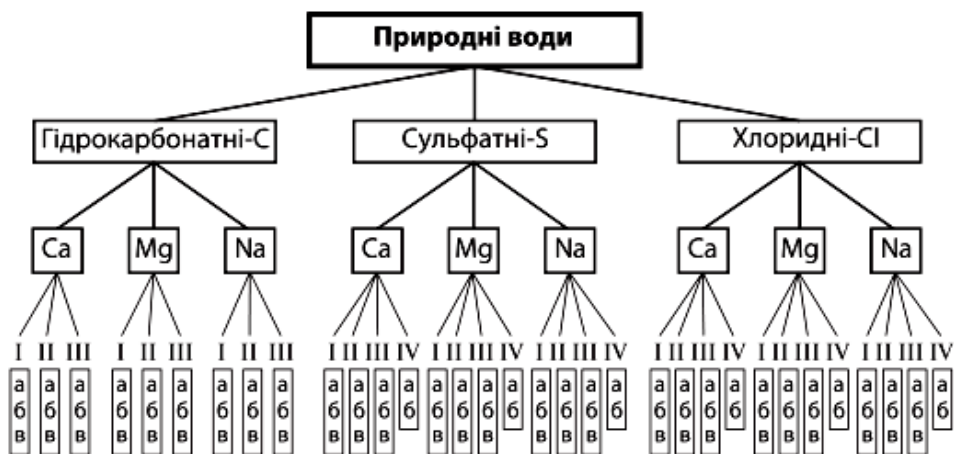 Природні води
Гідрокарбонатні-С Сульфатні-S Хлоридні-Cl
Ca Mg Na Ca Mg Na Ca Mg Na
I II III I II III I II III I II III IV I II III IV I II III IV I II III IV I II III IV I II III IV
а а а а а а а а а а а а а а а а а а а а а а а а а а а а а а а а а
б б б б б б б б б б б б б б б б б б б б б б б б б б б б б б б б б
в в в в в в в в в в в в в в в в в в в в в в в в в в в